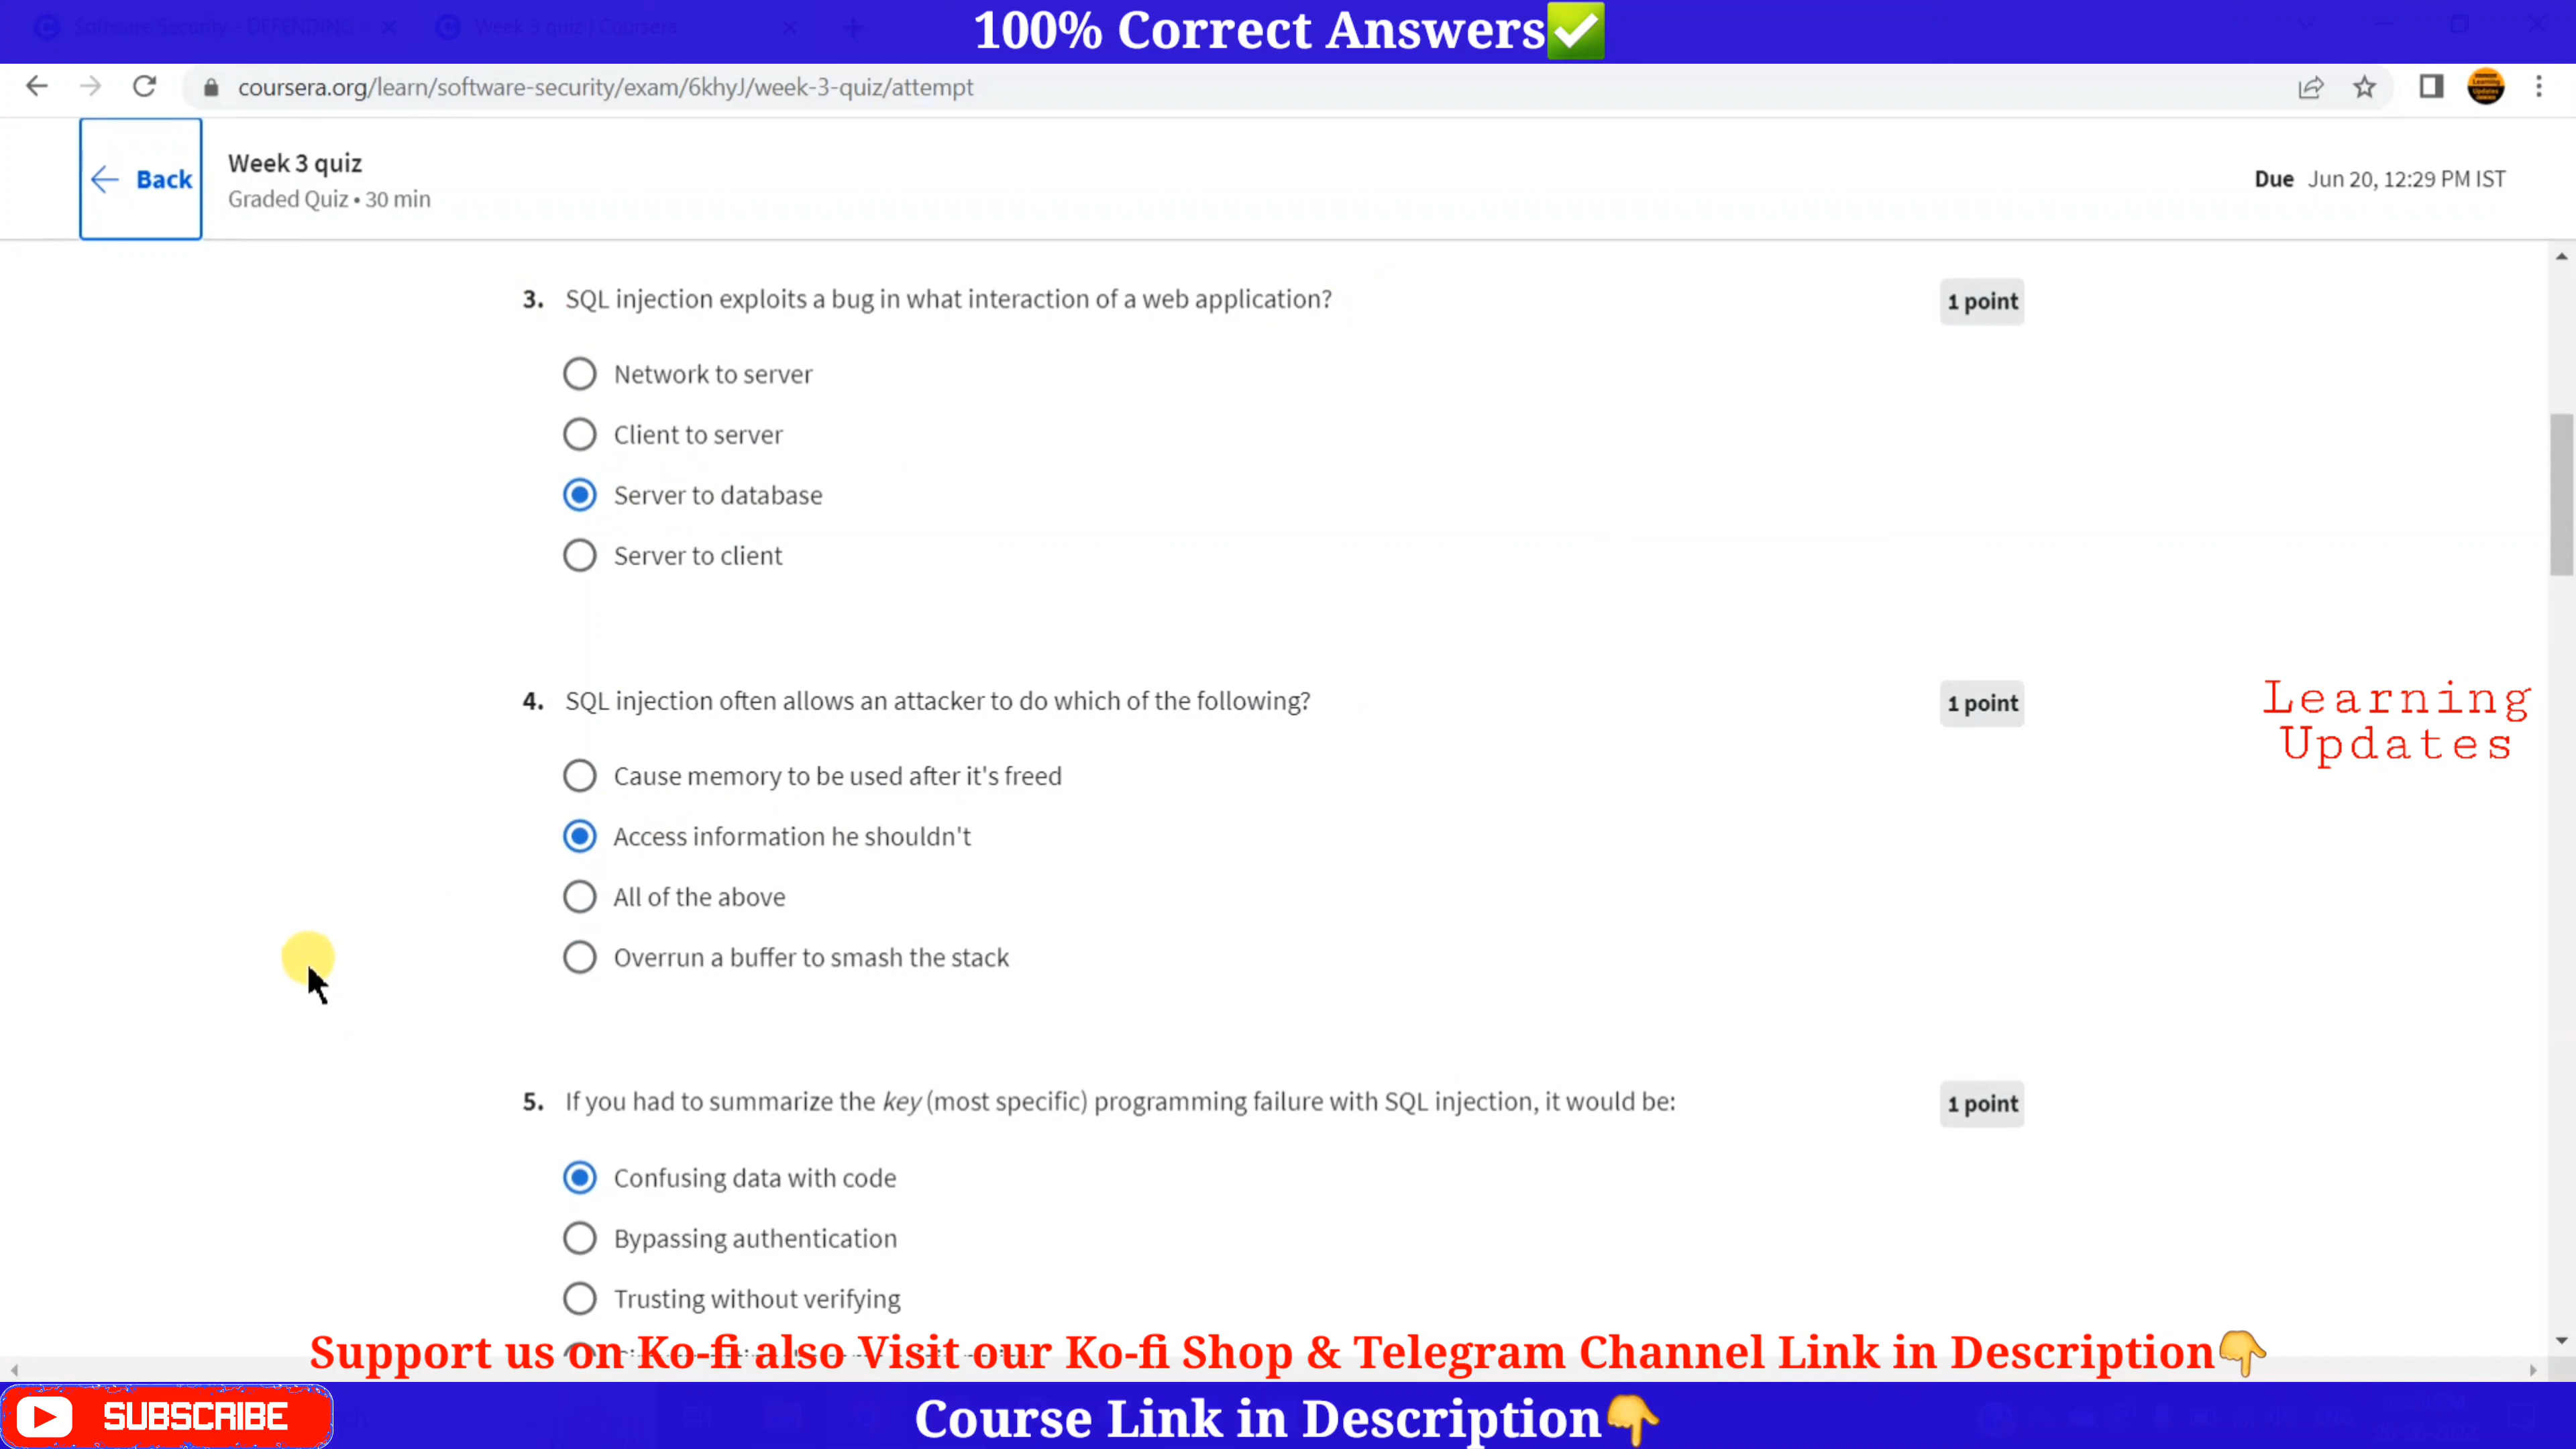 Software Security - DEFENDING
Week 3 quiz | Coursera
100% Correct Answers✅
coursera.org/learn/software-security/exam/6khyJ/week-3-quiz/attempt
Back
Week 3 quiz
Graded Quiz • 30 min
Due Jun 20, 12:29 PM IST
3. SQL injection exploits a bug in what interaction of a web application?
1 point
Network to server
Client to server
Server to database
Server to client
4. SQL injection often allows an attacker to do which of the following?
1 point
Cause memory to be used after it's freed
Access information he shouldn't
All of the above
Overrun a buffer to smash the stack
Learning
Updates
5. If you had to summarize the key (most specific) programming failure with SQL injection, it would be:
1 point
Confusing data with code
Bypassing authentication
Trusting without verifying
Support us on Ko-fi also Visit our Ko-fi Shop & Telegram Channel Link in Description👇
SUBSCRIBE
Course Link in Description👇